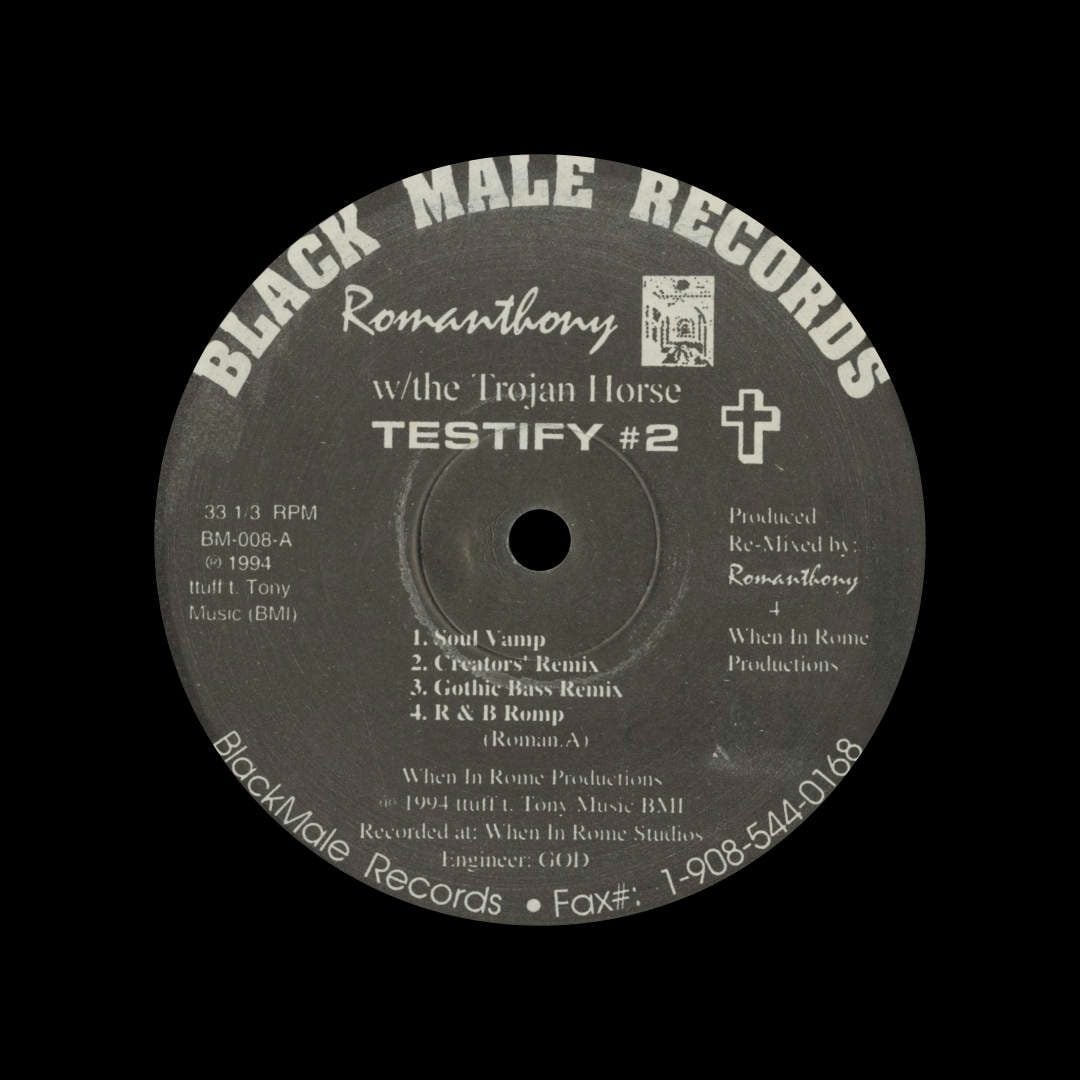 BLACK MALE RECORDS
Romanthony
w/the Trojan Horse
TESTIFY #2
33 1/3 RPM
BM-008-A
℗ 1994
ttuff t. Tony
Music (BMI)
Produced
Re-Mixed by:
Romanthony
4
When In Rome
Productions
1. Soul Vamp
2. Creators' Remix
3. Gothic Bass Remix
4. R & B Romp
(Roman.A)
When In Rome Productions
℗ 1994 ttuff t. Tony Music BMI
Recorded at: When In Rome Studios
Engineer: GOD
BlackMale Records • Fax#: 1-908-544-0168